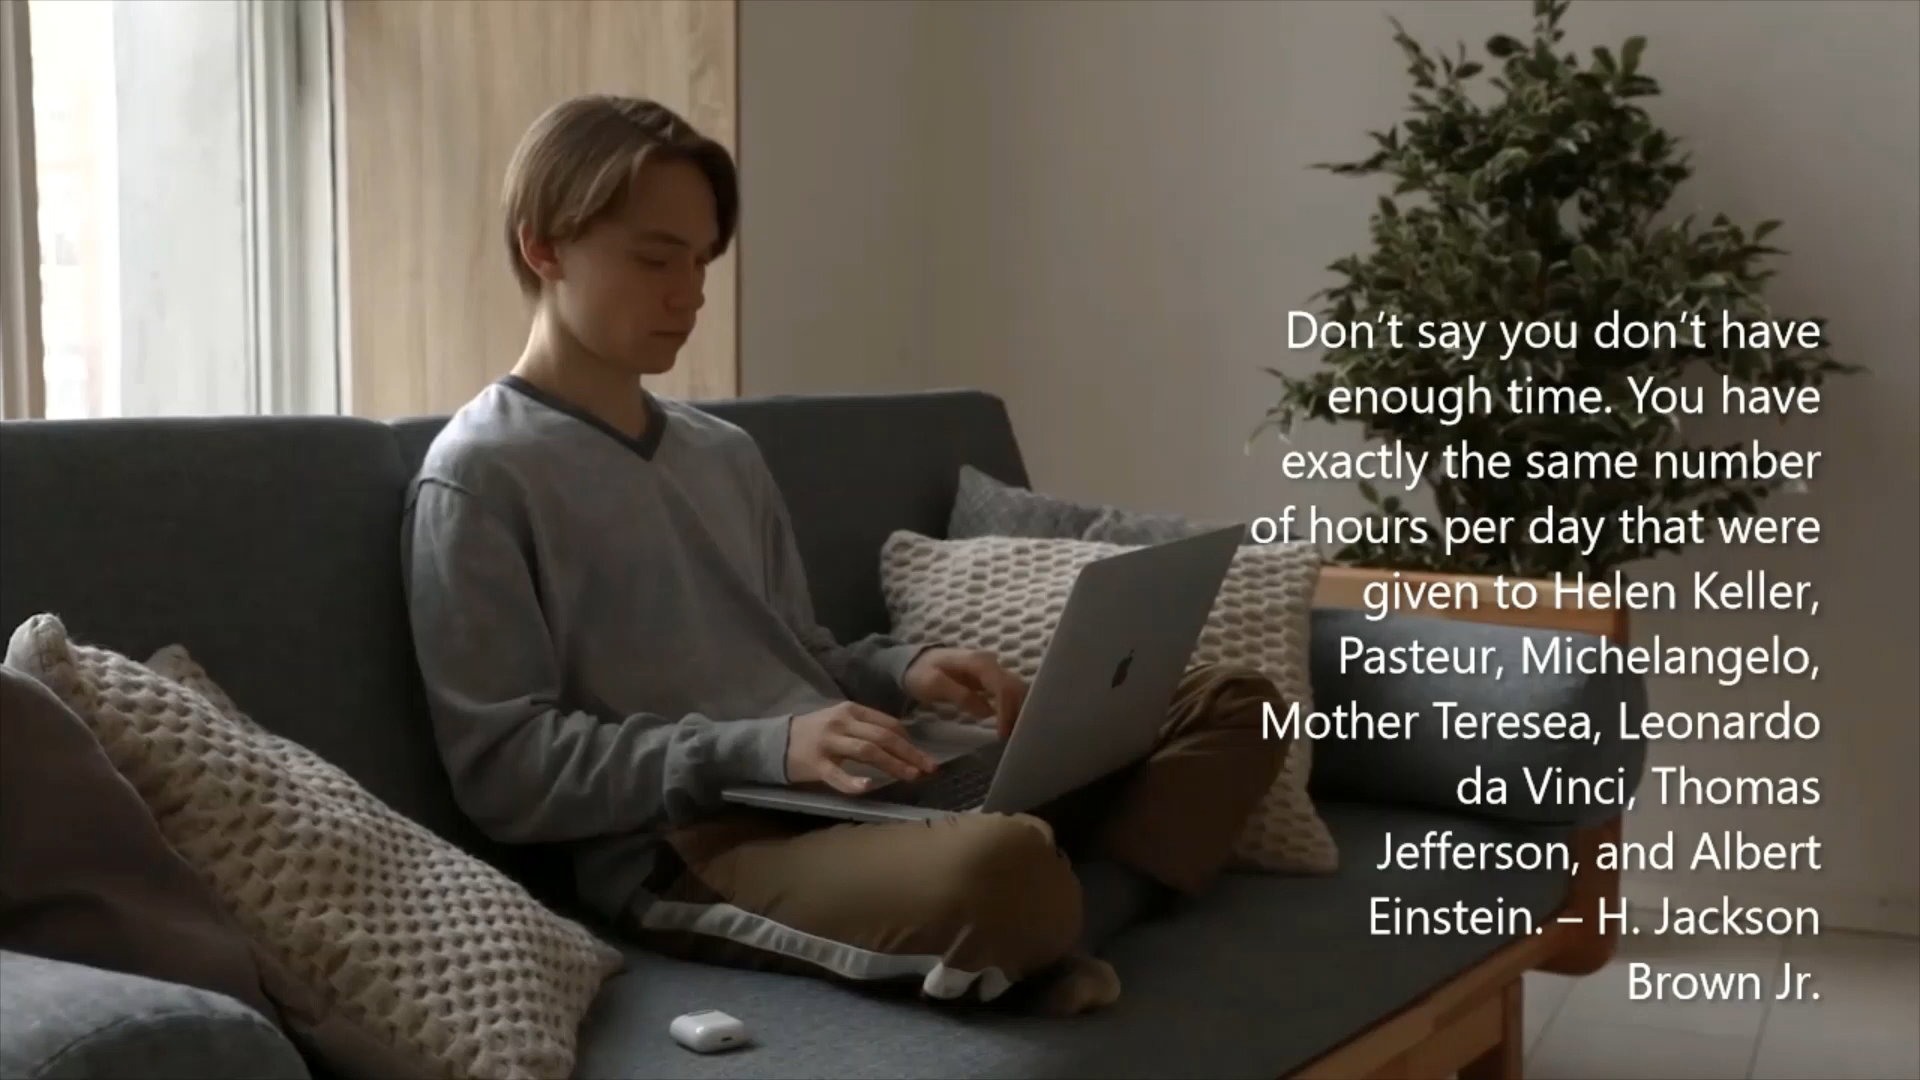 Don’t say you don’t have
enough time. You have
exactly the same number
of hours per day that were
given to Helen Keller,
Pasteur, Michelangelo,
Mother Teresea, Leonardo
da Vinci, Thomas
Jefferson, and Albert
Einstein. – H. Jackson
Brown Jr.